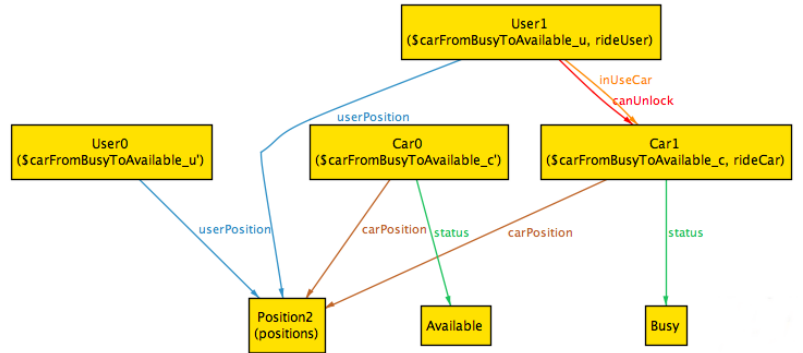 User1
($carFromBusyToAvailable_u, rideUser)
inUseCar
canUnlock
userPosition
User0
($carFromBusyToAvailable_u')
Car0
($carFromBusyToAvailable_c')
Car1
($carFromBusyToAvailable_c, rideCar)
userPosition
carPosition
status
carPosition
status
Position2
(positions)
Available
Busy